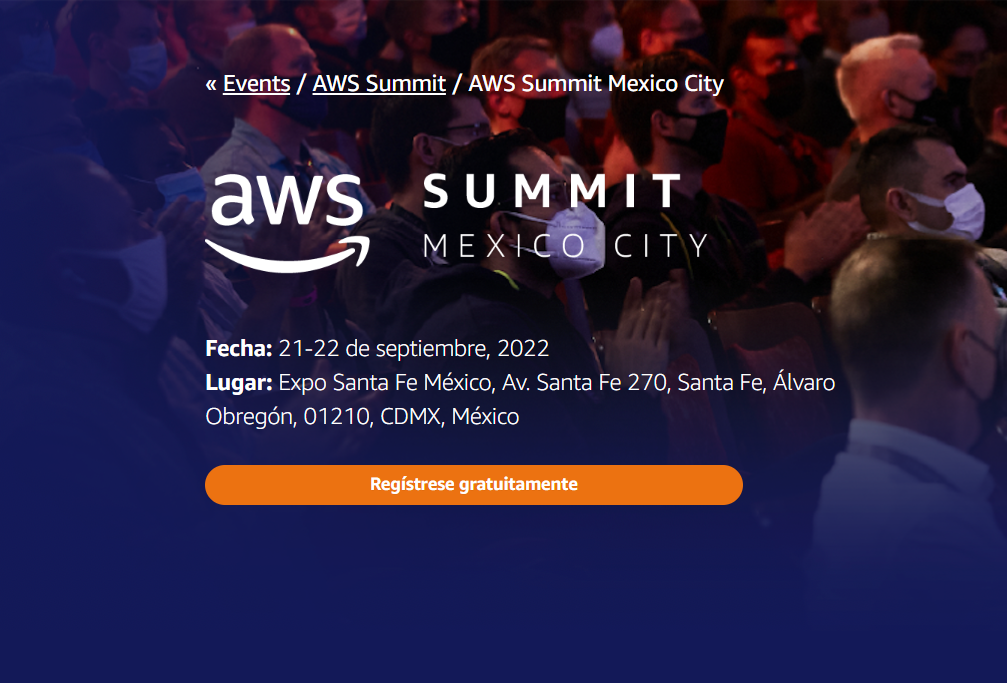 « Events / AWS Summit / AWS Summit Mexico City
aws SUMMIT
MEXICO CITY
Fecha: 21-22 de septiembre, 2022
Lugar: Expo Santa Fe México, Av. Santa Fe 270, Santa Fe, Álvaro
Obregón, 01210, CDMX, México
Regístrese gratuitamente